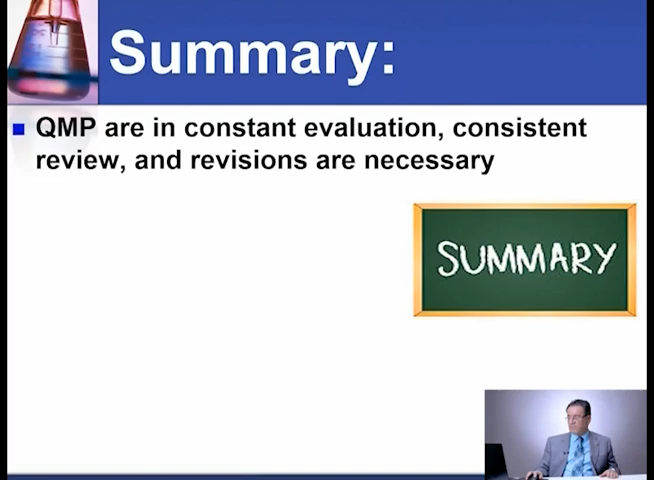 Summary:
QMP are in constant evaluation, consistent
review, and revisions are necessary
SUMMARY